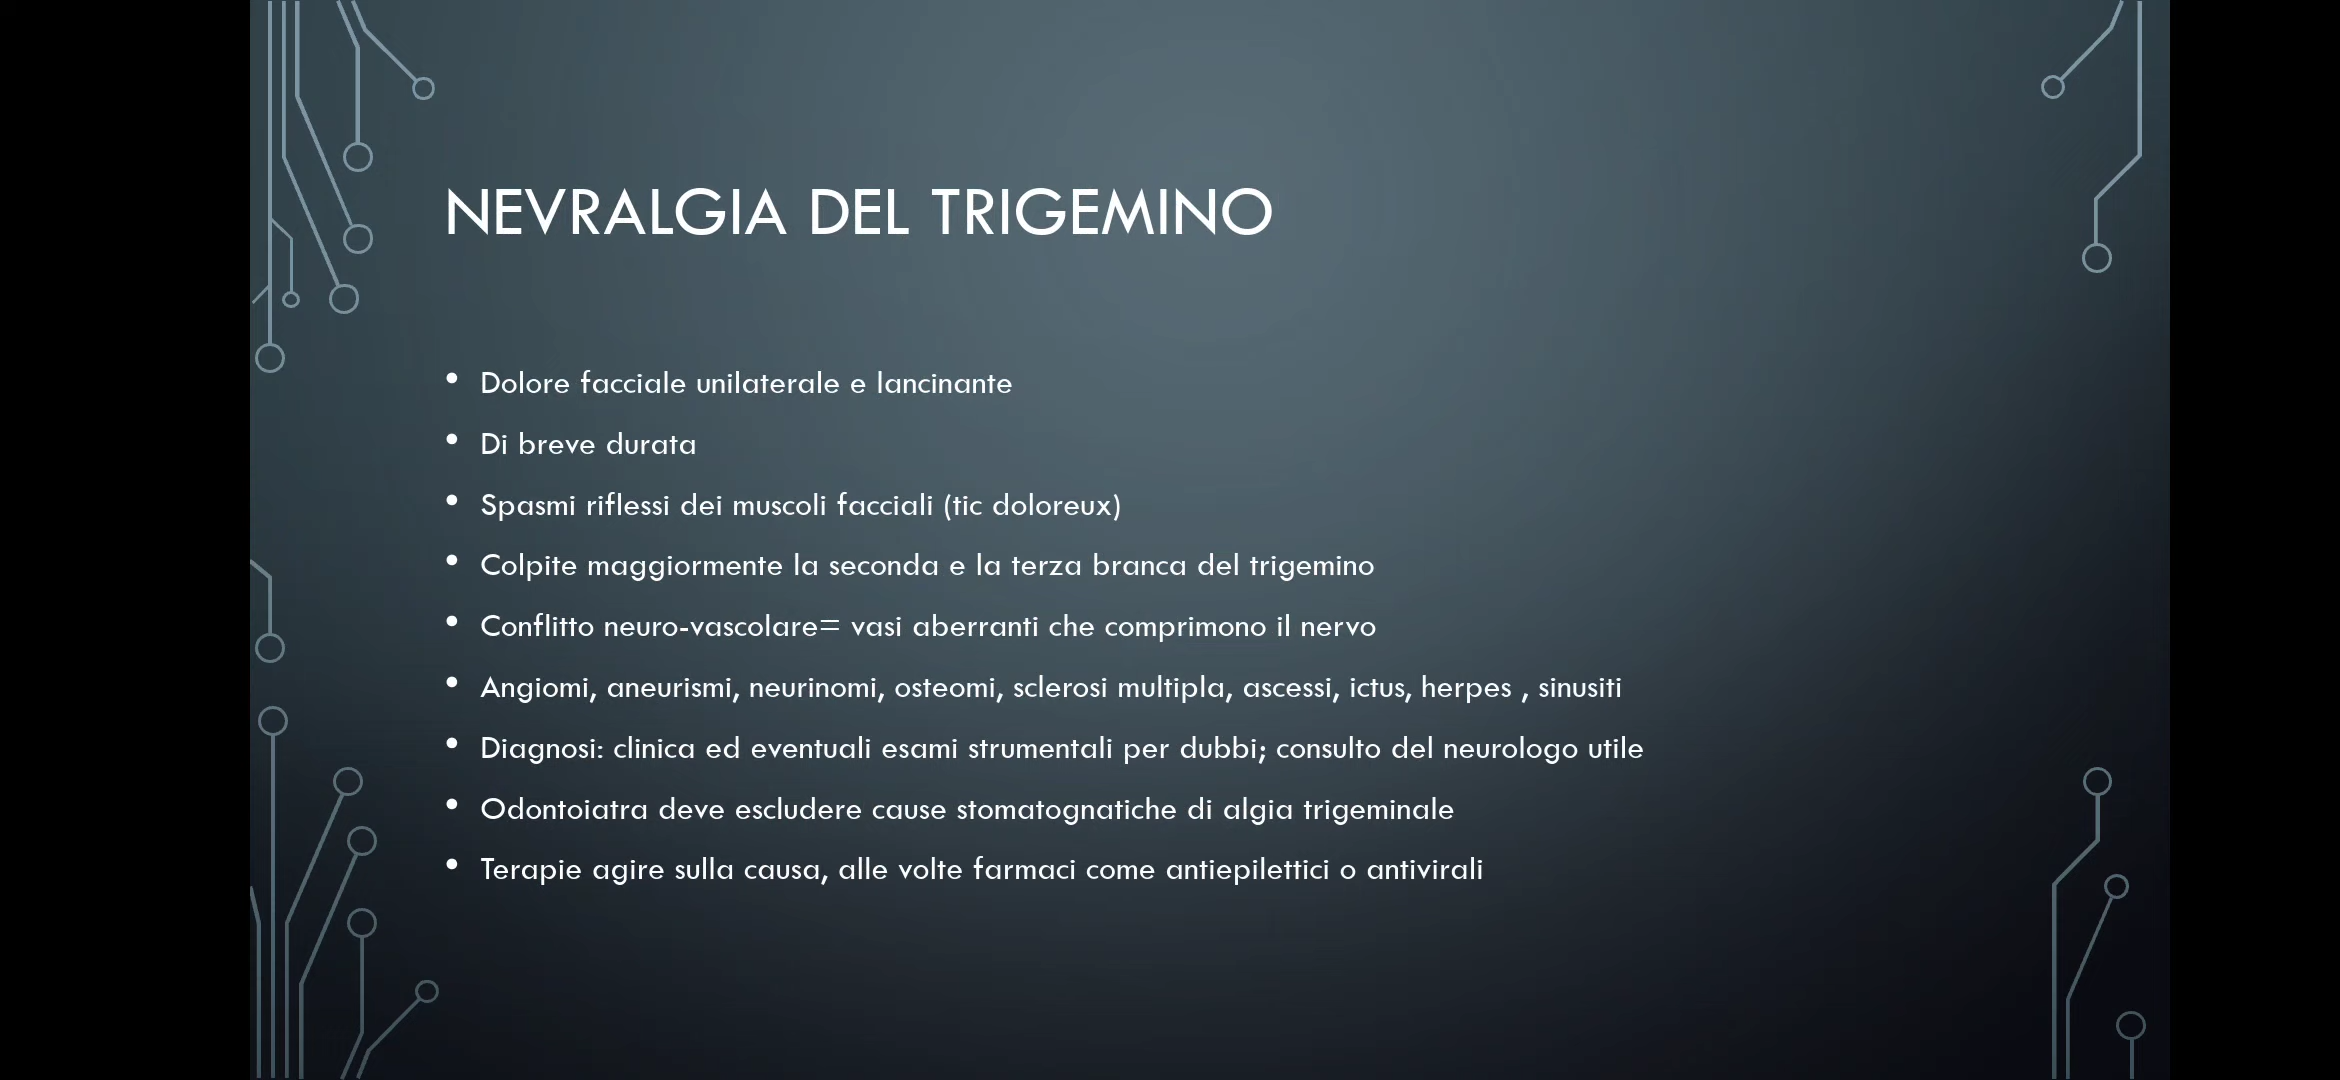 NEVRALGIA DEL TRIGEMINO
• Dolore facciale unilaterale e lancinante
• Di breve durata
• Spasmi riflessi dei muscoli facciali (tic doloreux)
• Colpite maggiormente la seconda e la terza branca del trigemino
• Conflitto neuro-vascolare= vasi aberranti che comprimono il nervo
• Angiomi, aneurismi, neurinomi, osteomi, sclerosi multipla, ascessi, ictus, herpes , sinusiti
• Diagnosi: clinica ed eventuali esami strumentali per dubbi; consulto del neurologo utile
• Odontoiatra deve escludere cause stomatognatiche di algia trigeminale
• Terapie agire sulla causa, alle volte farmaci come antiepilettici o antivirali